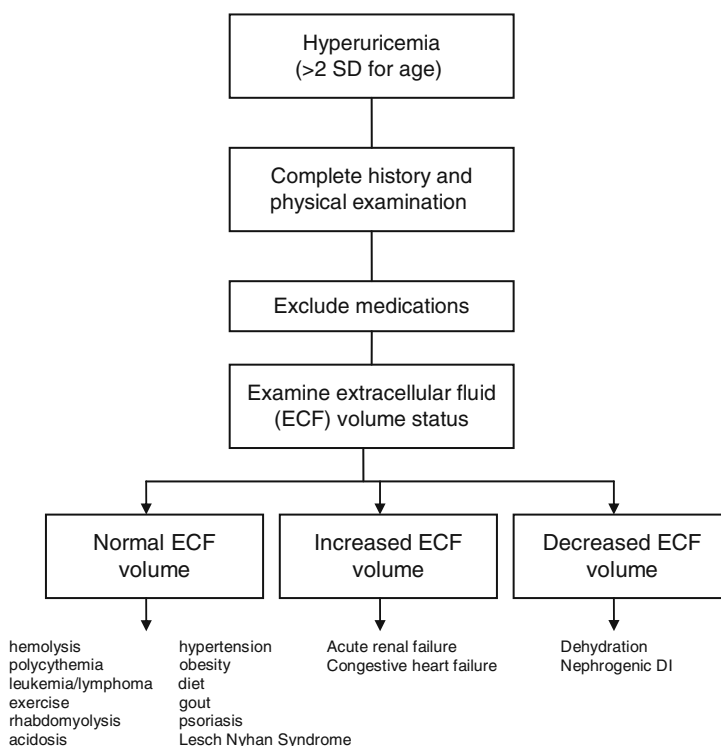 Hyperuricemia
(>2 SD for age)
Complete history and
physical examination
Exclude medications
Examine extracellular fluid
(ECF) volume status
Normal ECF
volume
Increased ECF
volume
Decreased ECF
volume
hemolysis
polycythemia
leukemia/lymphoma
exercise
rhabdomyolysis
acidosis
hypertension
obesity
diet
gout
psoriasis
Lesch Nyhan Syndrome
Acute renal failure
Congestive heart failure
Dehydration
Nephrogenic DI